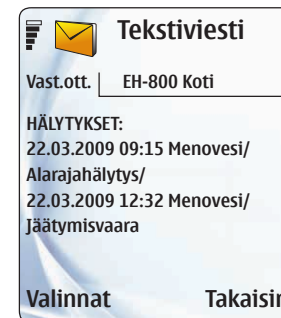 Tekstiviesti
Vast.ott. EH-800 Koti
HÄLYTYKSET:
22.03.2009 09:15 Menovesi/
Alarajahälytys/
22.03.2009 12:32 Menovesi/
Jäätymisvaara
Valinnat Takaisin